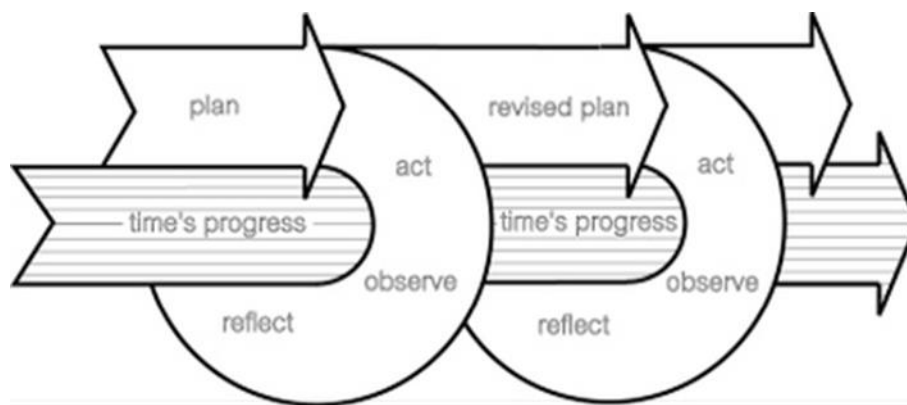 plan
act
time's progress
observe
reflect
revised plan
act
time's progress
observe
reflect